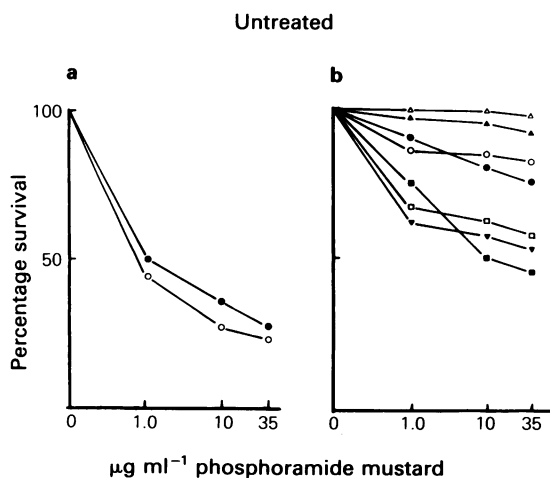 Untreated
a
b
Percentage survival
100
50
0
1.0
10
35
0
1.0
10
35
μg ml⁻¹ phosphoramide mustard